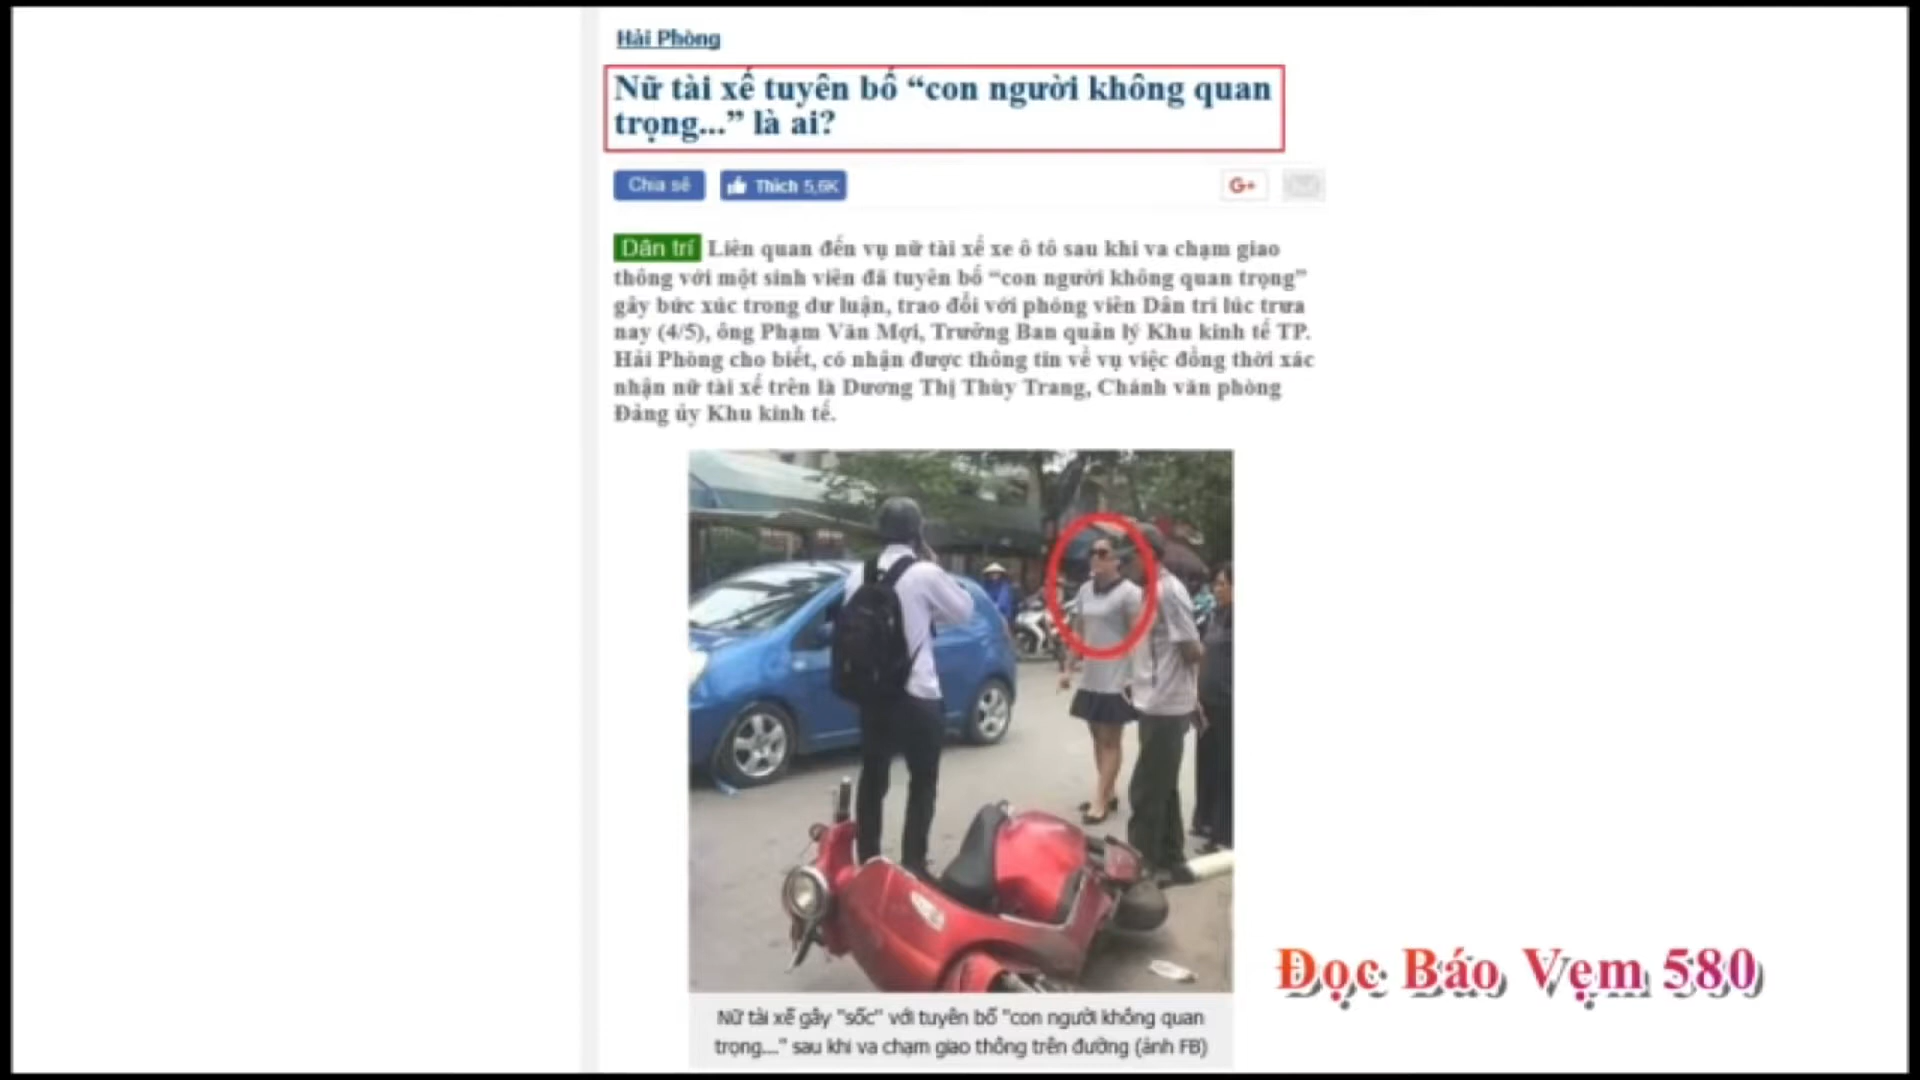 Hải Phòng
Nữ tài xế tuyên bố “con người không quan
trọng...” là ai?
Chia sẻ
Thích 5,6K
G+
Dân trí Liên quan đến vụ nữ tài xế xe ô tô sau khi va chạm giao
thông với một sinh viên đã tuyên bố “con người không quan trọng”
gây bức xúc trong dư luận, trao đổi với phóng viên Dân trí lúc trưa
nay (4/5), ông Phạm Văn Mợi, Trưởng Ban quản lý Khu kinh tế TP.
Hải Phòng cho biết, có nhận được thông tin về vụ việc đồng thời xác
nhận nữ tài xế trên là Dương Thị Thùy Trang, Chánh văn phòng
Đảng ủy Khu kinh tế.
Nữ tài xế gây "sốc" với tuyên bố "con người không quan
trọng...." sau khi va chạm giao thông trên đường (ảnh FB)
Đọc Báo Vẹm 580